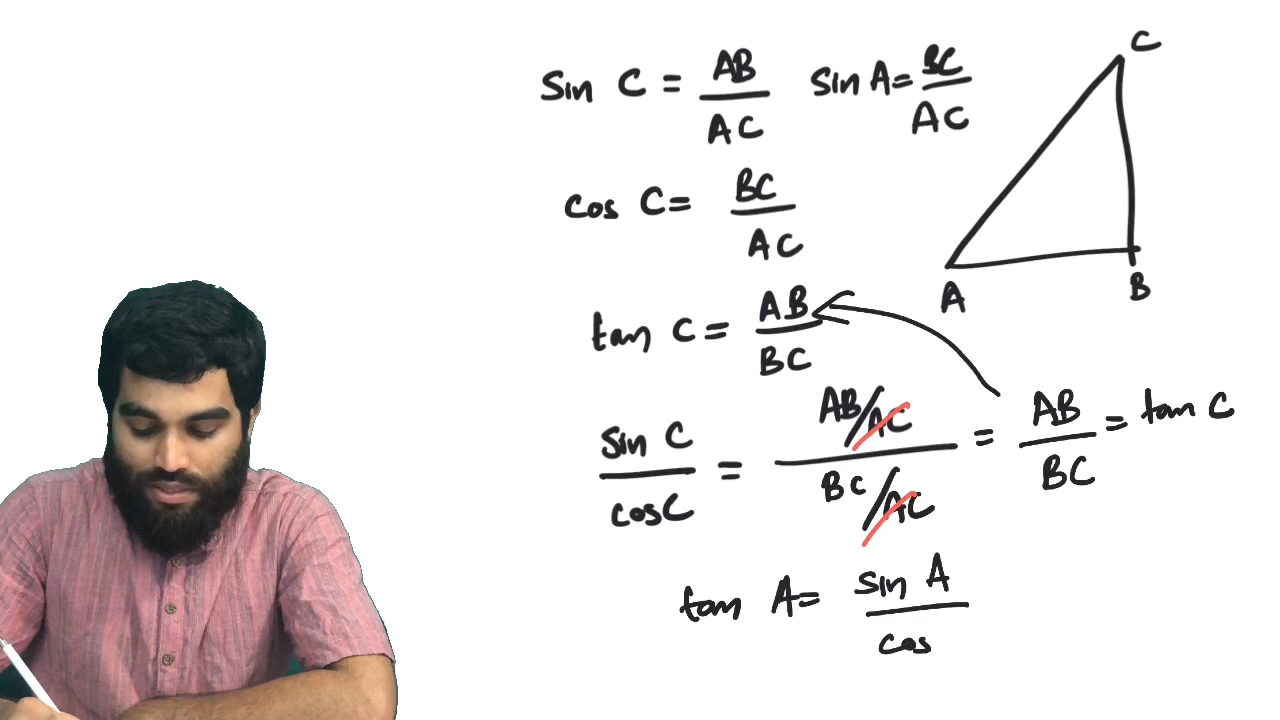 sin C = AB/AC sin A = BC/AC
C
cos C = BC/AC
A B
tan C = AB/BC
sin C/cos C = AB/AC / BC/AC = AB/BC = tan C
tan A = sin A/cos